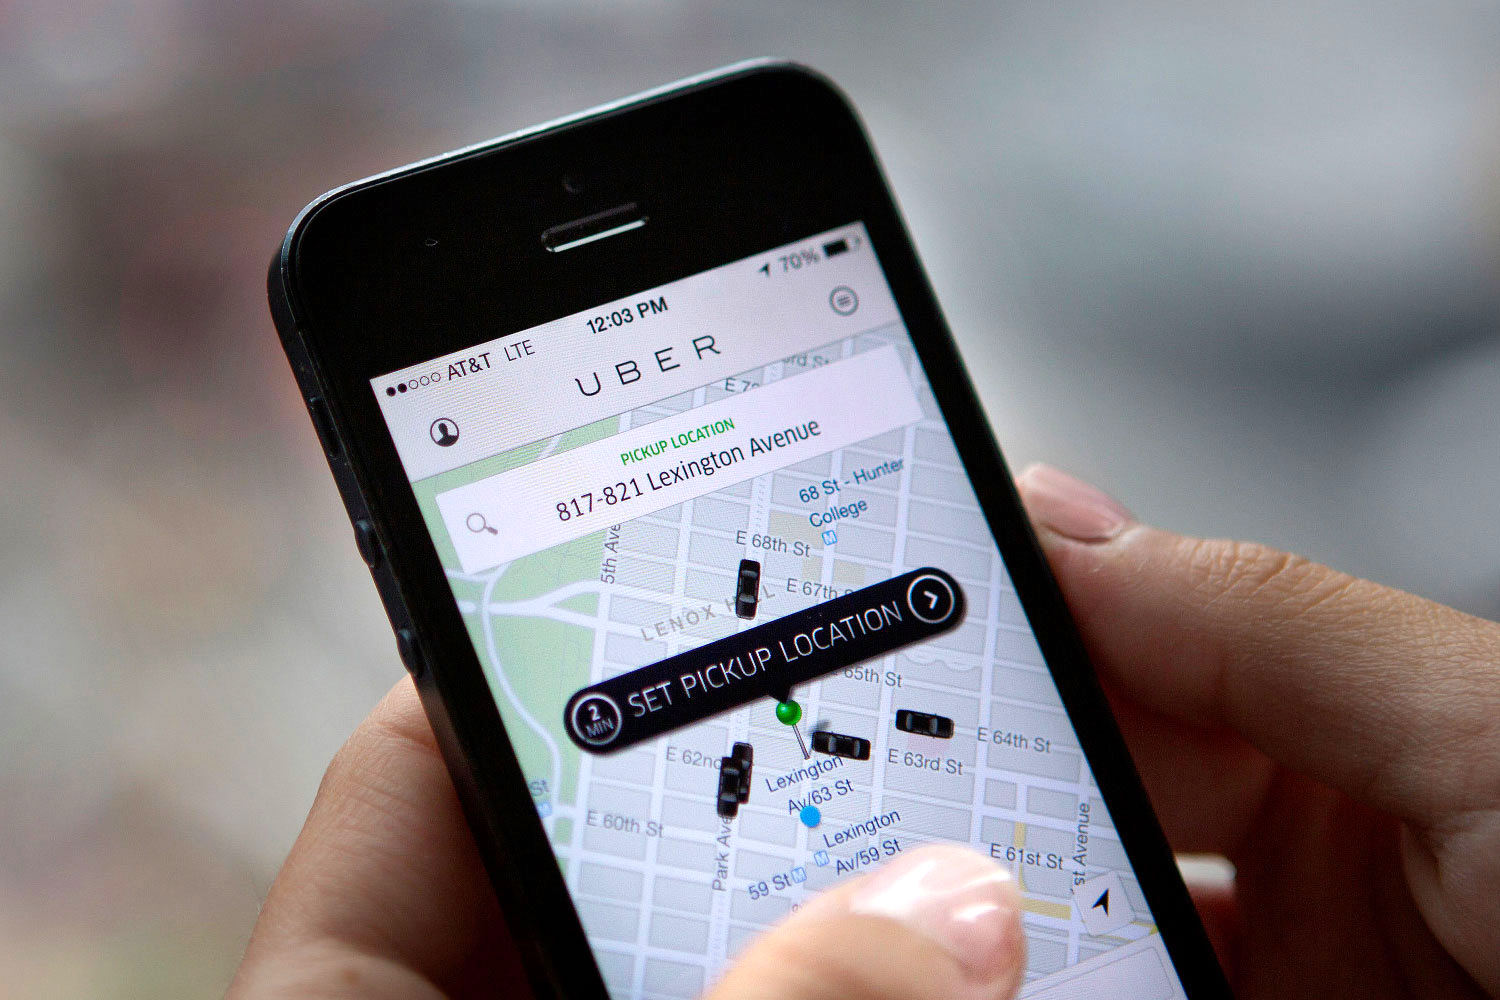 AT&T LTE
12:03 PM
70%
UBER
PICKUP LOCATION
817-821 Lexington Avenue
68 St - Hunter
College
E 68th St
5th Ave
E 67th
LENOX
2
MIN
SET PICKUP LOCATION
65th St
E 64th St
E 63rd St
E 62nd
Lexington
Av/63 St
St
E 60th St
Park Ave
Lexington
Av/59 St
59 St
E 61st St
st Avenue